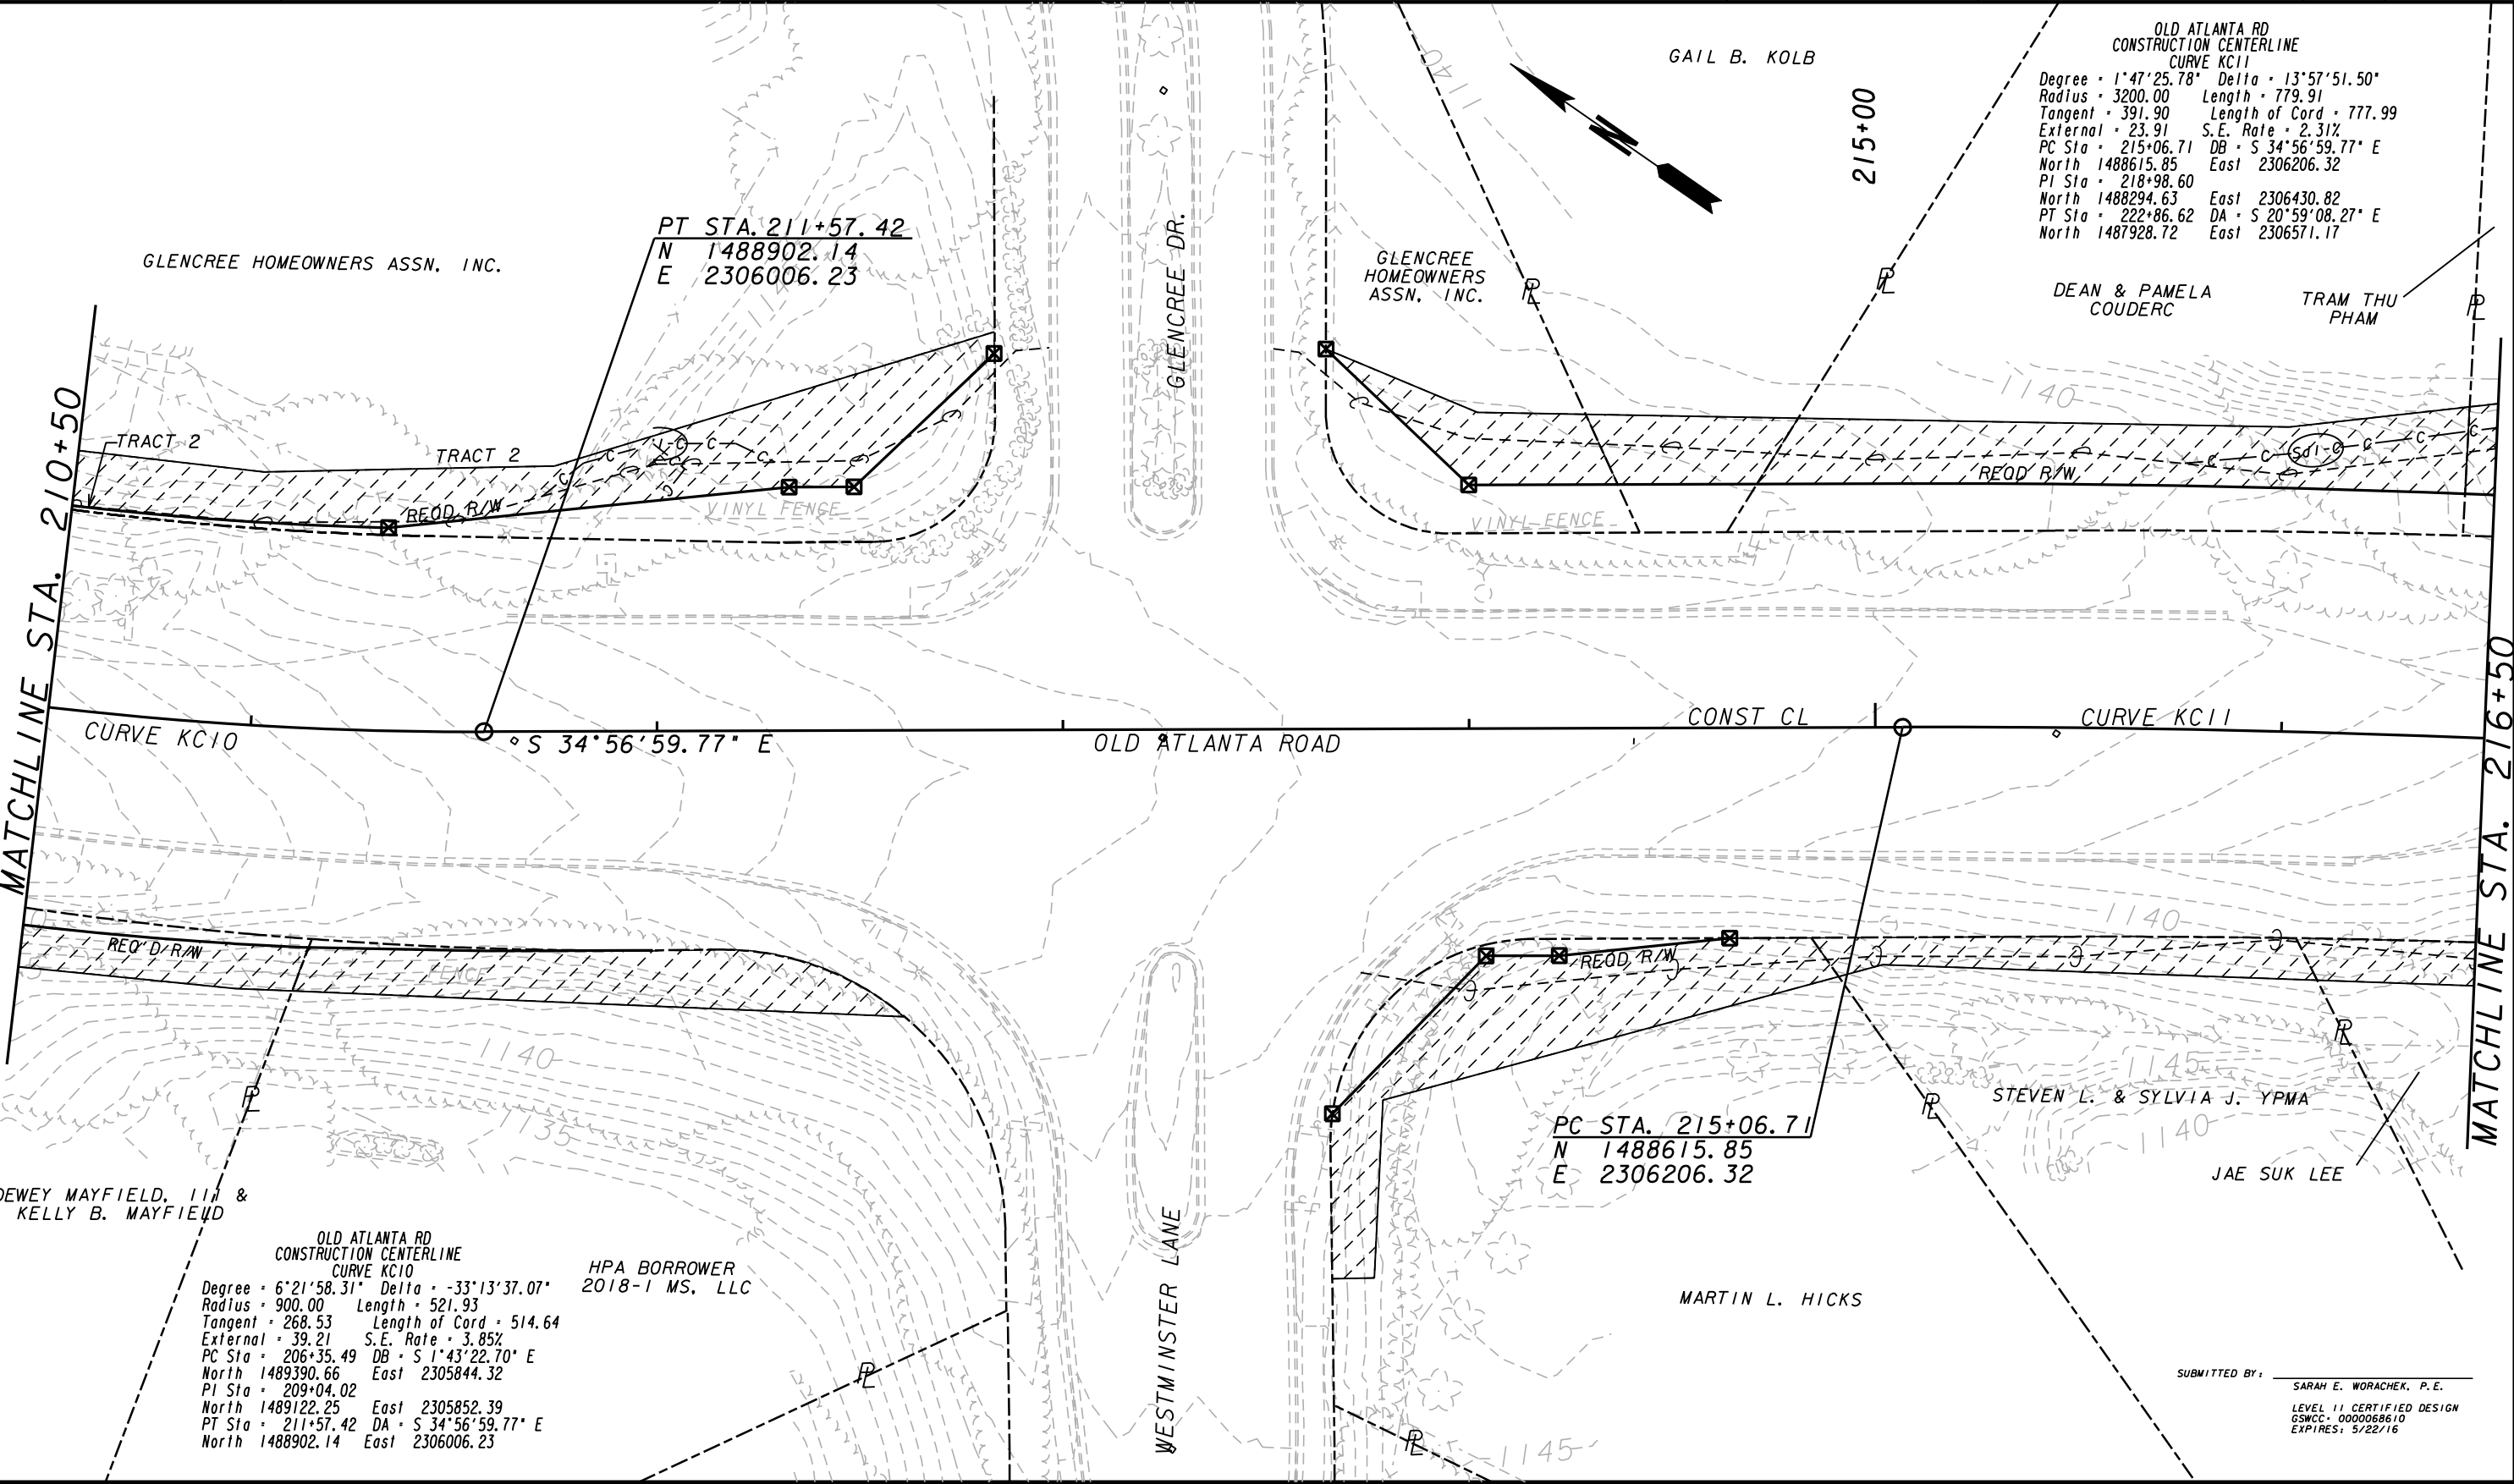 OLD ATLANTA RD
CONSTRUCTION CENTERLINE
CURVE KC11
Degree = 1°47'25.78" Delta = 13°57'51.50"
Radius = 3200.00 Length = 779.91
Tangent = 391.90 Length of Cord = 777.99
External = 23.91 S.E. Rate = 2.31%
PC Sta = 215+06.71 DB = S 34°56'59.77" E
North 1488615.85 East 2306206.32
PI Sta = 218+98.60
North 1488294.63 East 2306430.82
PT Sta = 222+86.62 DA = S 20°59'08.27" E
North 1487928.72 East 2306571.17
GAIL B. KOLB
1140
N
215+00
PT STA. 211+57.42
N 1488902.14
E 2306006.23
GLENCREE HOMEOWNERS ASSN, INC.
GLENCREE DR.
GLENCREE
HOMEOWNERS
ASSN, INC.
PL
PL
DEAN & PAMELA
COUDERC
TRAM THU
PHAM
PL
MATCHLINE STA. 210+50
TRACT 2
TRACT 2
C
C
C
C
1140
Sd1-C
C
C
C
C
C
REQD R/W
REQD R/W
VINYL FENCE
VINYL FENCE
CURVE KC10
S 34°56'59.77" E
OLD ATLANTA ROAD
CONST CL
CURVE KC11
MATCHLINE STA. 216+50
REQ'D R/W
FENCE
REQD R/W
1140
1140
1135
PL
PL
PL
1145
1140
STEVEN L. & SYLVIA J. YPMA
JAE SUK LEE
PC STA. 215+06.71
N 1488615.85
E 2306206.32
DEWEY MAYFIELD, III &
KELLY B. MAYFIELD
OLD ATLANTA RD
CONSTRUCTION CENTERLINE
CURVE KC10
Degree = 6°21'58.31" Delta = -33°13'37.07"
Radius = 900.00 Length = 521.93
Tangent = 268.53 Length of Cord = 514.64
External = 39.21 S.E. Rate = 3.85%
PC Sta = 206+35.49 DB = S 1°43'22.70" E
North 1489390.66 East 2305844.32
PI Sta = 209+04.02
North 1489122.25 East 2305852.39
PT Sta = 211+57.42 DA = S 34°56'59.77" E
North 1488902.14 East 2306006.23
HPA BORROWER
2018-1 MS, LLC
PL
WESTMINSTER LANE
MARTIN L. HICKS
PL
1145
SUBMITTED BY:
SARAH E. WORACHEK, P.E.
LEVEL II CERTIFIED DESIGN
GSWCC- 0000068610
EXPIRES: 5/22/16